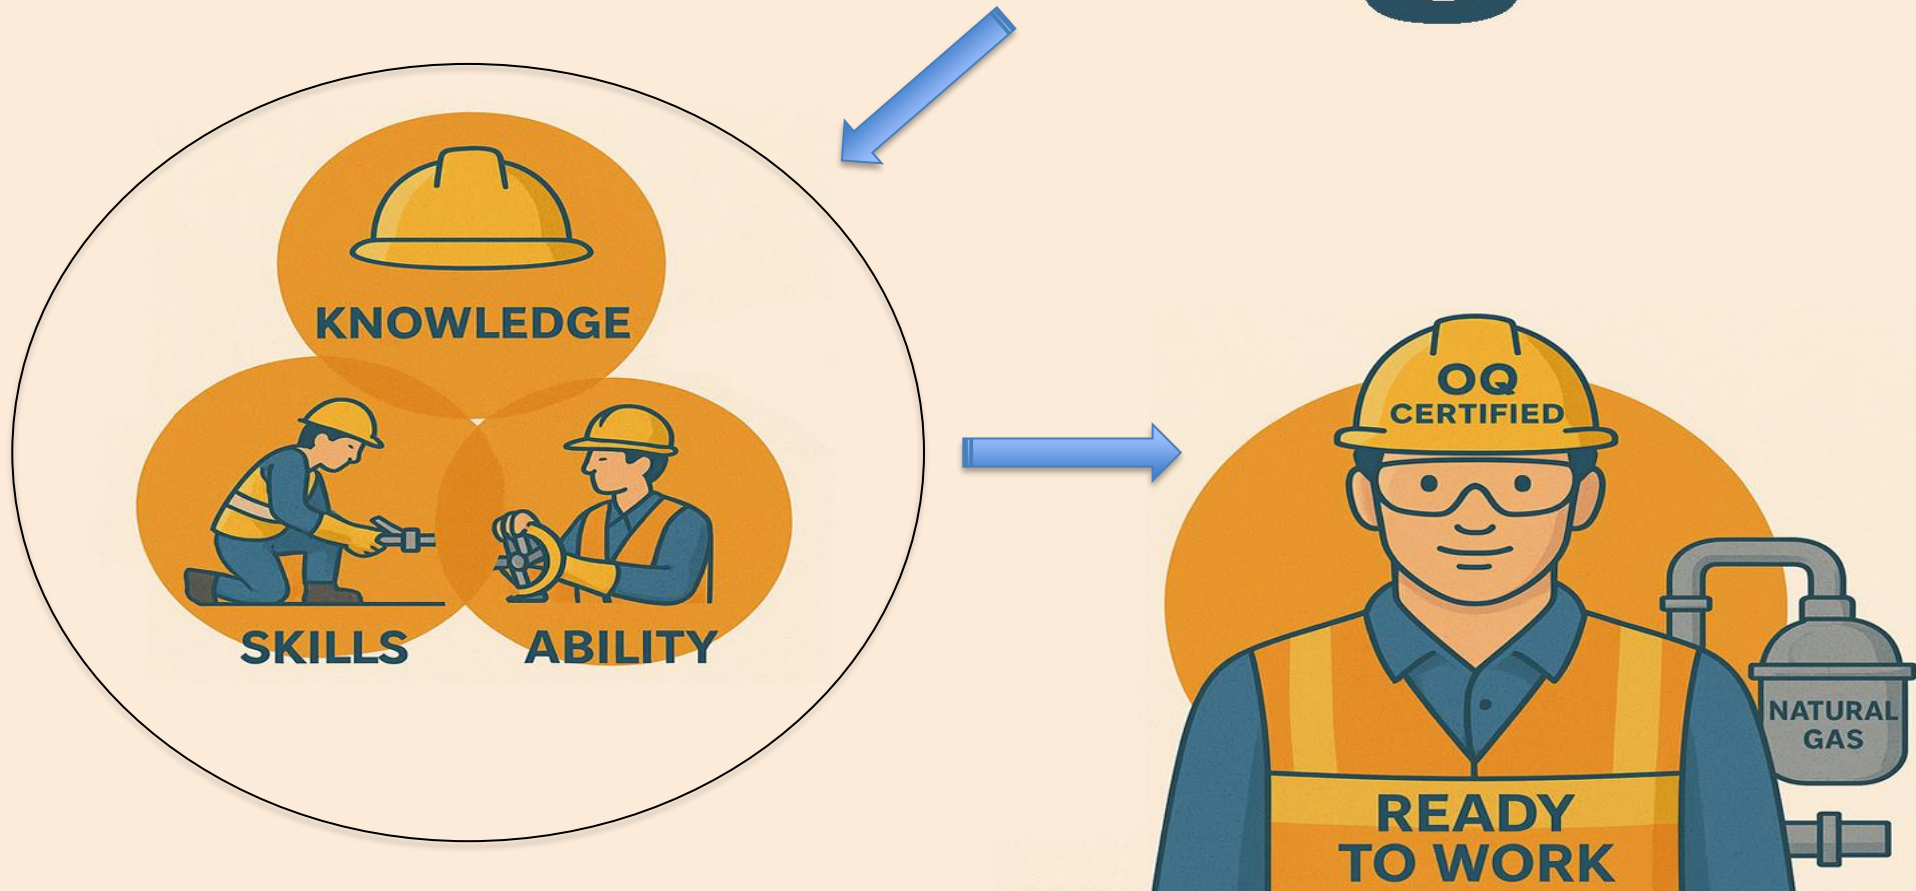 KNOWLEDGE
SKILLS
ABILITY
OQ
CERTIFIED
NATURAL
GAS
READY
TO WORK